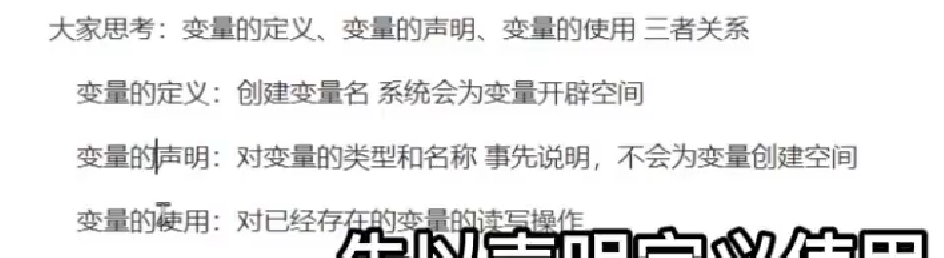 大家思考：变量的定义、变量的声明、变量的使用 三者关系
变量的定义：创建变量名 系统会为变量开辟空间
变量的声明：对变量的类型和名称 事先说明，不会为变量创建空间
变量的使用：对已经存在的变量的读写操作